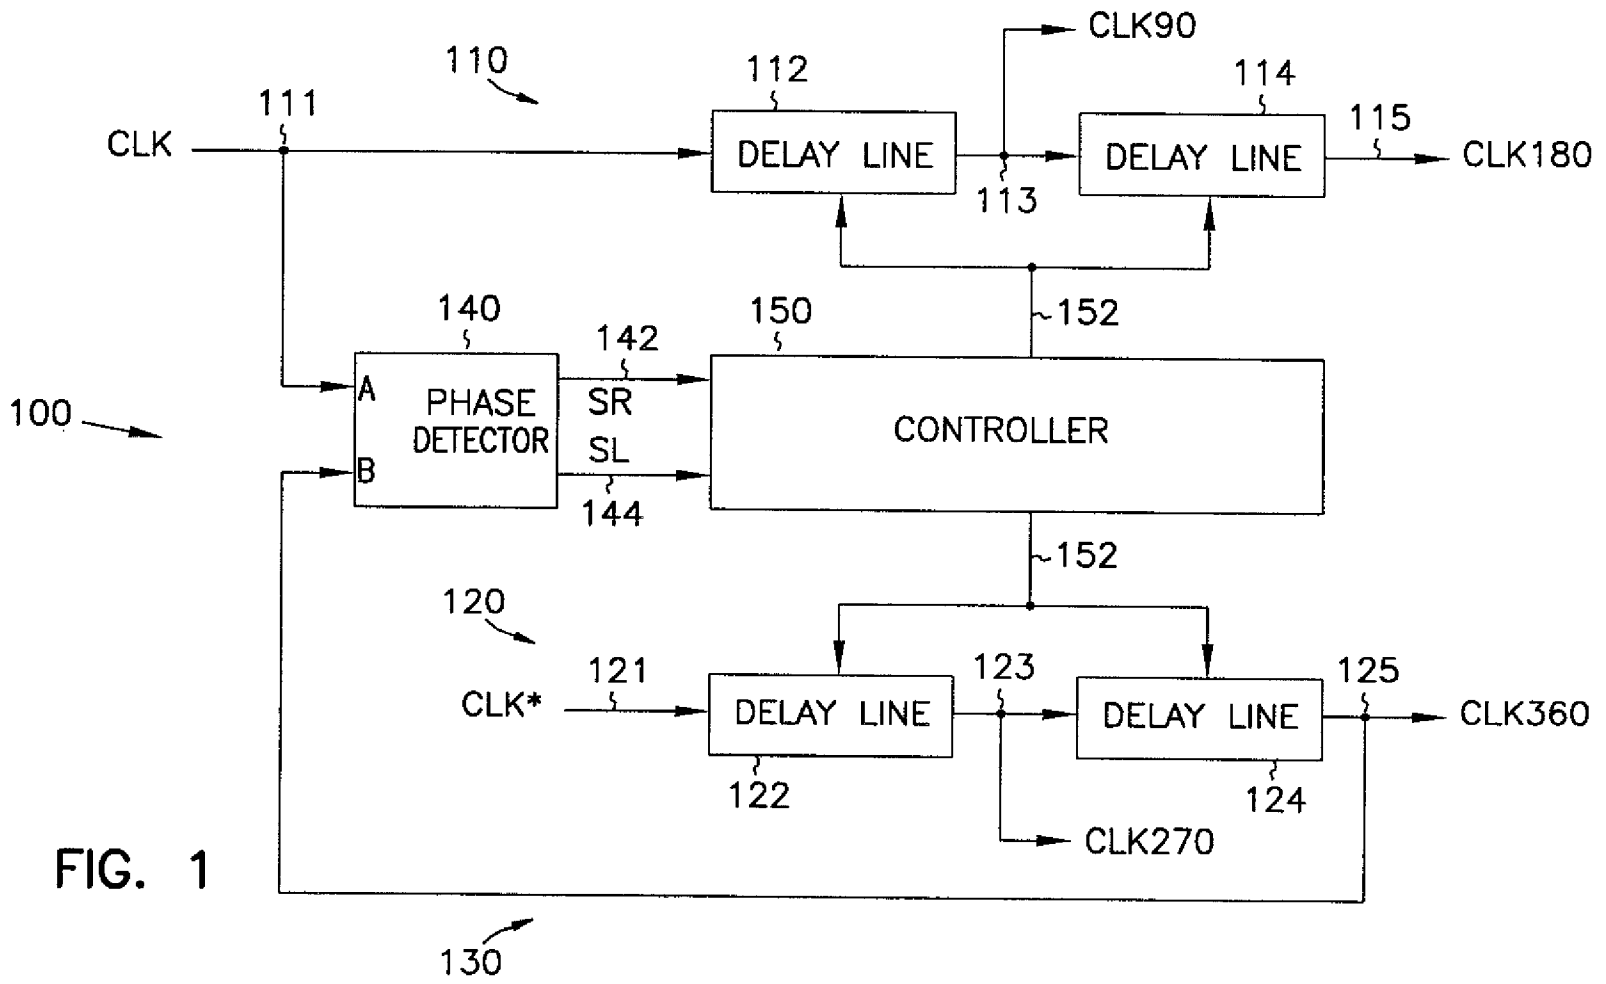 CLK90
110
112
114
111
115
CLK
DELAY LINE
DELAY LINE
CLK180
113
152
140
150
142
A
PHASE
DETECTOR
SR
100
CONTROLLER
SL
B
144
152
120
121
123
125
CLK*
DELAY LINE
DELAY LINE
CLK360
122
124
CLK270
FIG. 1
130